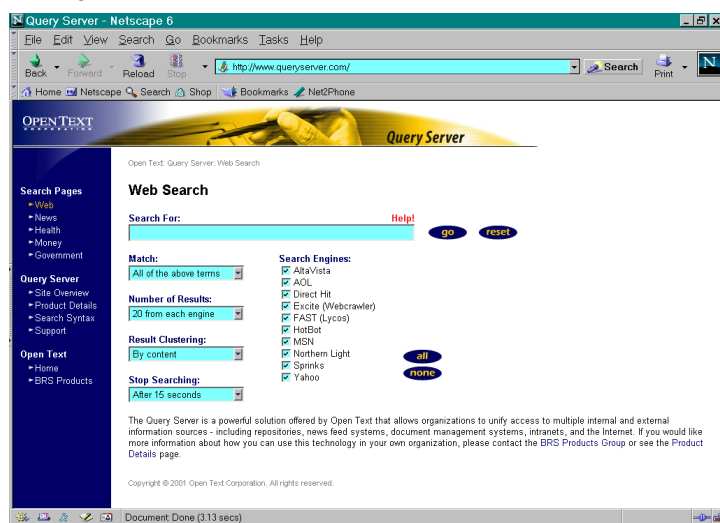 Query Server - Netscape 6
File Edit View Search Go Bookmarks Tasks Help
Back Forward Reload Stop http://www.queryserver.com/ Search Print N
Home Netscape Search Shop Bookmarks Net2Phone
OPEN TEXT
CORPORATION
Query Server
Open Text: Query Server: Web Search
Search Pages
Web
News
Health
Money
Government
Query Server
Site Overview
Product Details
Search Syntax
Support
Open Text
Home
BRS Products
Web Search
Search For: Help!
go reset
Match:
All of the above terms
Number of Results:
20 from each engine
Result Clustering:
By content
Stop Searching:
After 15 seconds
Search Engines:
AltaVista
AOL
Direct Hit
Excite (Webcrawler)
FAST (Lycos)
HotBot
MSN
Northern Light
Sprinks
Yahoo
all
none
The Query Server is a powerful solution offered by Open Text that allows organizations to unify access to multiple internal and external
information sources - including repositories, news feed systems, document management systems, intranets, and the Internet. If you would like
more information about how you can use this technology in your own organization, please contact the BRS Products Group or see the Product
Details page.
Copyright © 2001 Open Text Corporation. All rights reserved.
Document Done (3.13 secs)